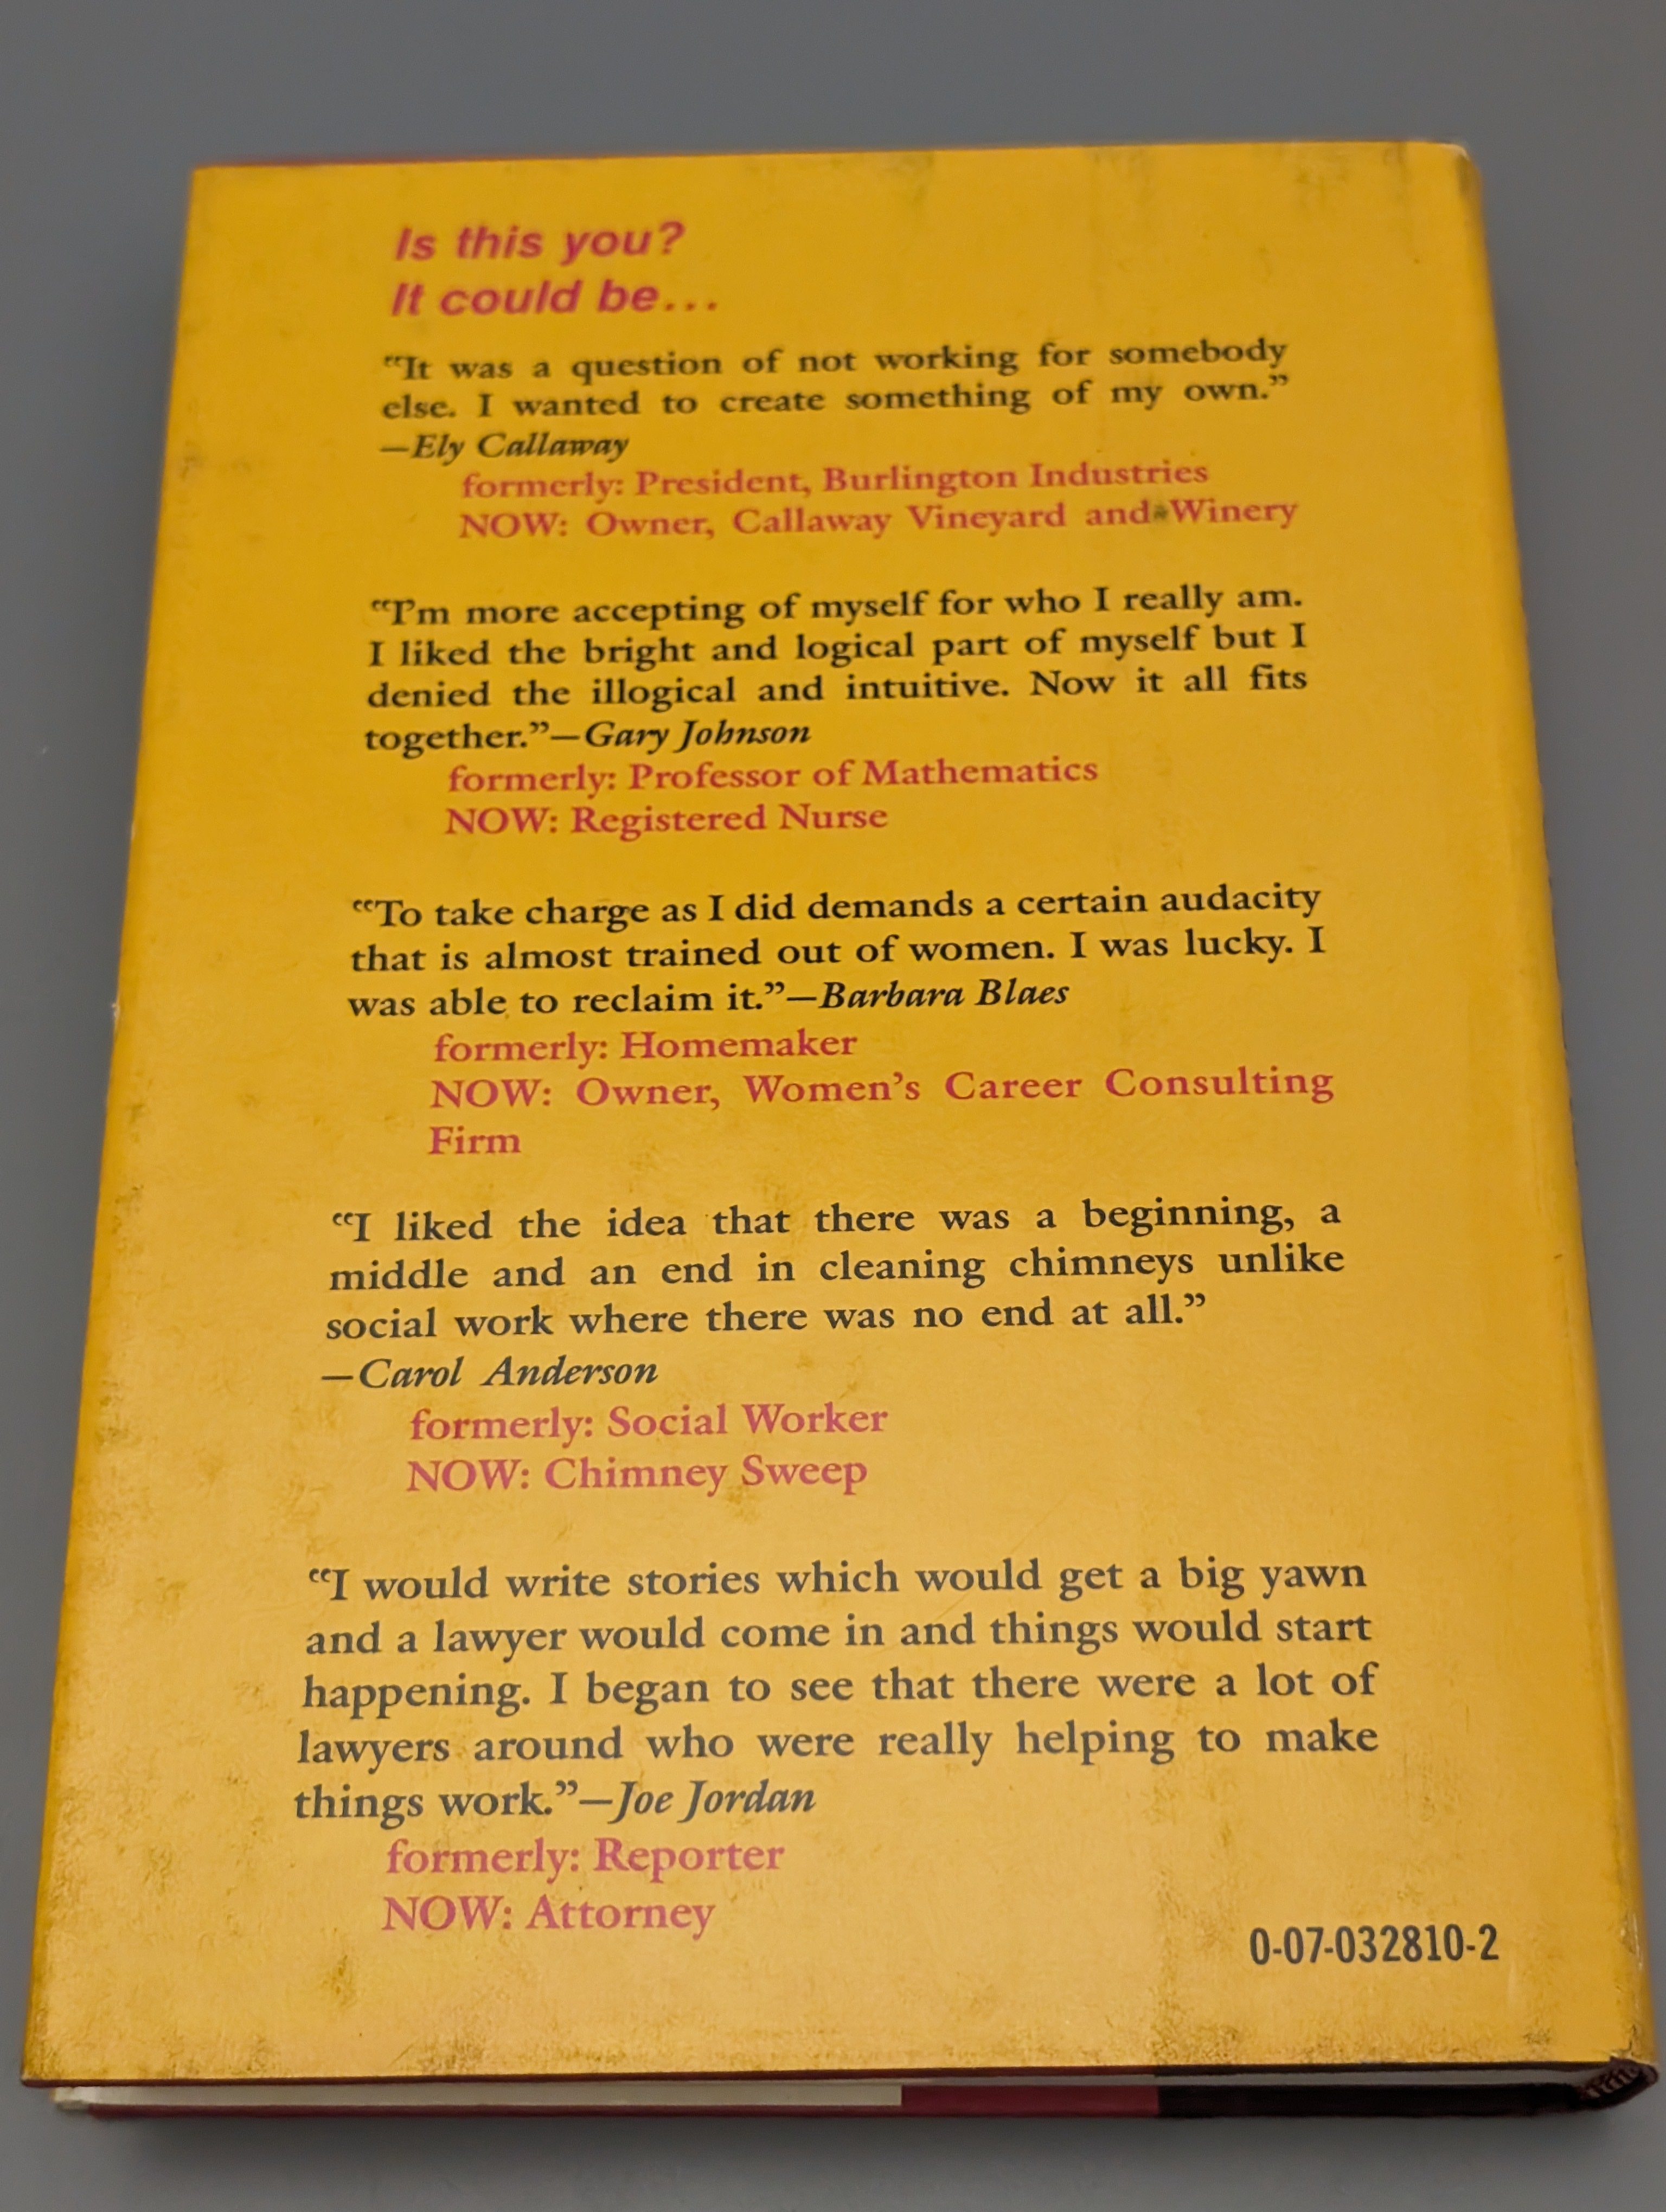 Is this you?
It could be...
“It was a question of not working for somebody
else. I wanted to create something of my own.”
—Ely Callaway
formerly: President, Burlington Industries
NOW: Owner, Callaway Vineyard and Winery
“I’m more accepting of myself for who I really am.
I liked the bright and logical part of myself but I
denied the illogical and intuitive. Now it all fits
together.”—Gary Johnson
formerly: Professor of Mathematics
NOW: Registered Nurse
“To take charge as I did demands a certain audacity
that is almost trained out of women. I was lucky. I
was able to reclaim it.”—Barbara Blaes
formerly: Homemaker
NOW: Owner, Women’s Career Consulting
Firm
“I liked the idea that there was a beginning, a
middle and an end in cleaning chimneys unlike
social work where there was no end at all.”
—Carol Anderson
formerly: Social Worker
NOW: Chimney Sweep
“I would write stories which would get a big yawn
and a lawyer would come in and things would start
happening. I began to see that there were a lot of
lawyers around who were really helping to make
things work.”—Joe Jordan
formerly: Reporter
NOW: Attorney
0-07-032810-2